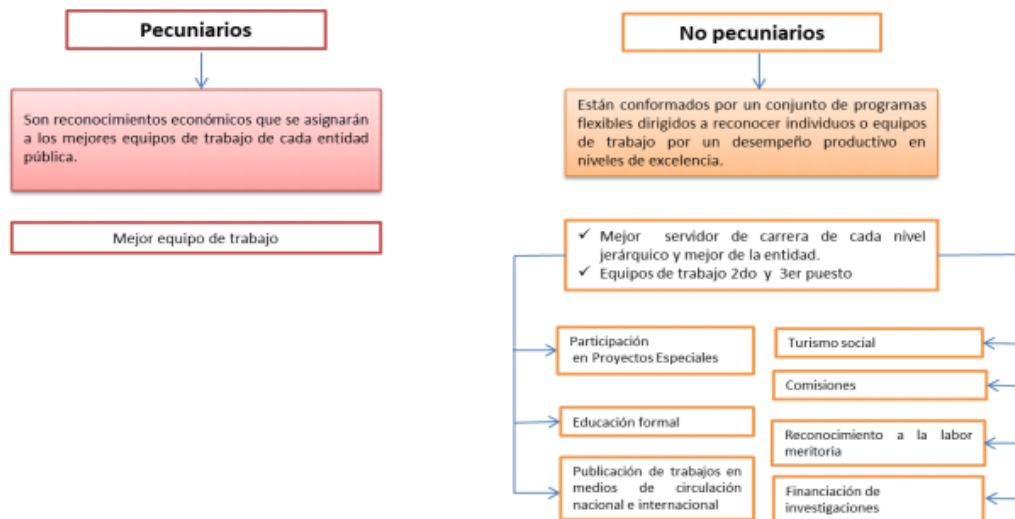 Pecuniarios
Son reconocimientos económicos que se asignarán
a los mejores equipos de trabajo de cada entidad
pública.
Mejor equipo de trabajo
No pecuniarios
Están conformados por un conjunto de programas
flexibles dirigidos a reconocer individuos o equipos
de trabajo por un desempeño productivo en
niveles de excelencia.
✓ Mejor servidor de carrera de cada nivel
jerárquico y mejor de la entidad.
✓ Equipos de trabajo 2do y 3er puesto
Participación
en Proyectos Especiales
Educación formal
Publicación de trabajos en
medios de circulación
nacional e internacional
Turismo social
Comisiones
Reconocimiento a la labor
meritoria
Financiación de
investigaciones